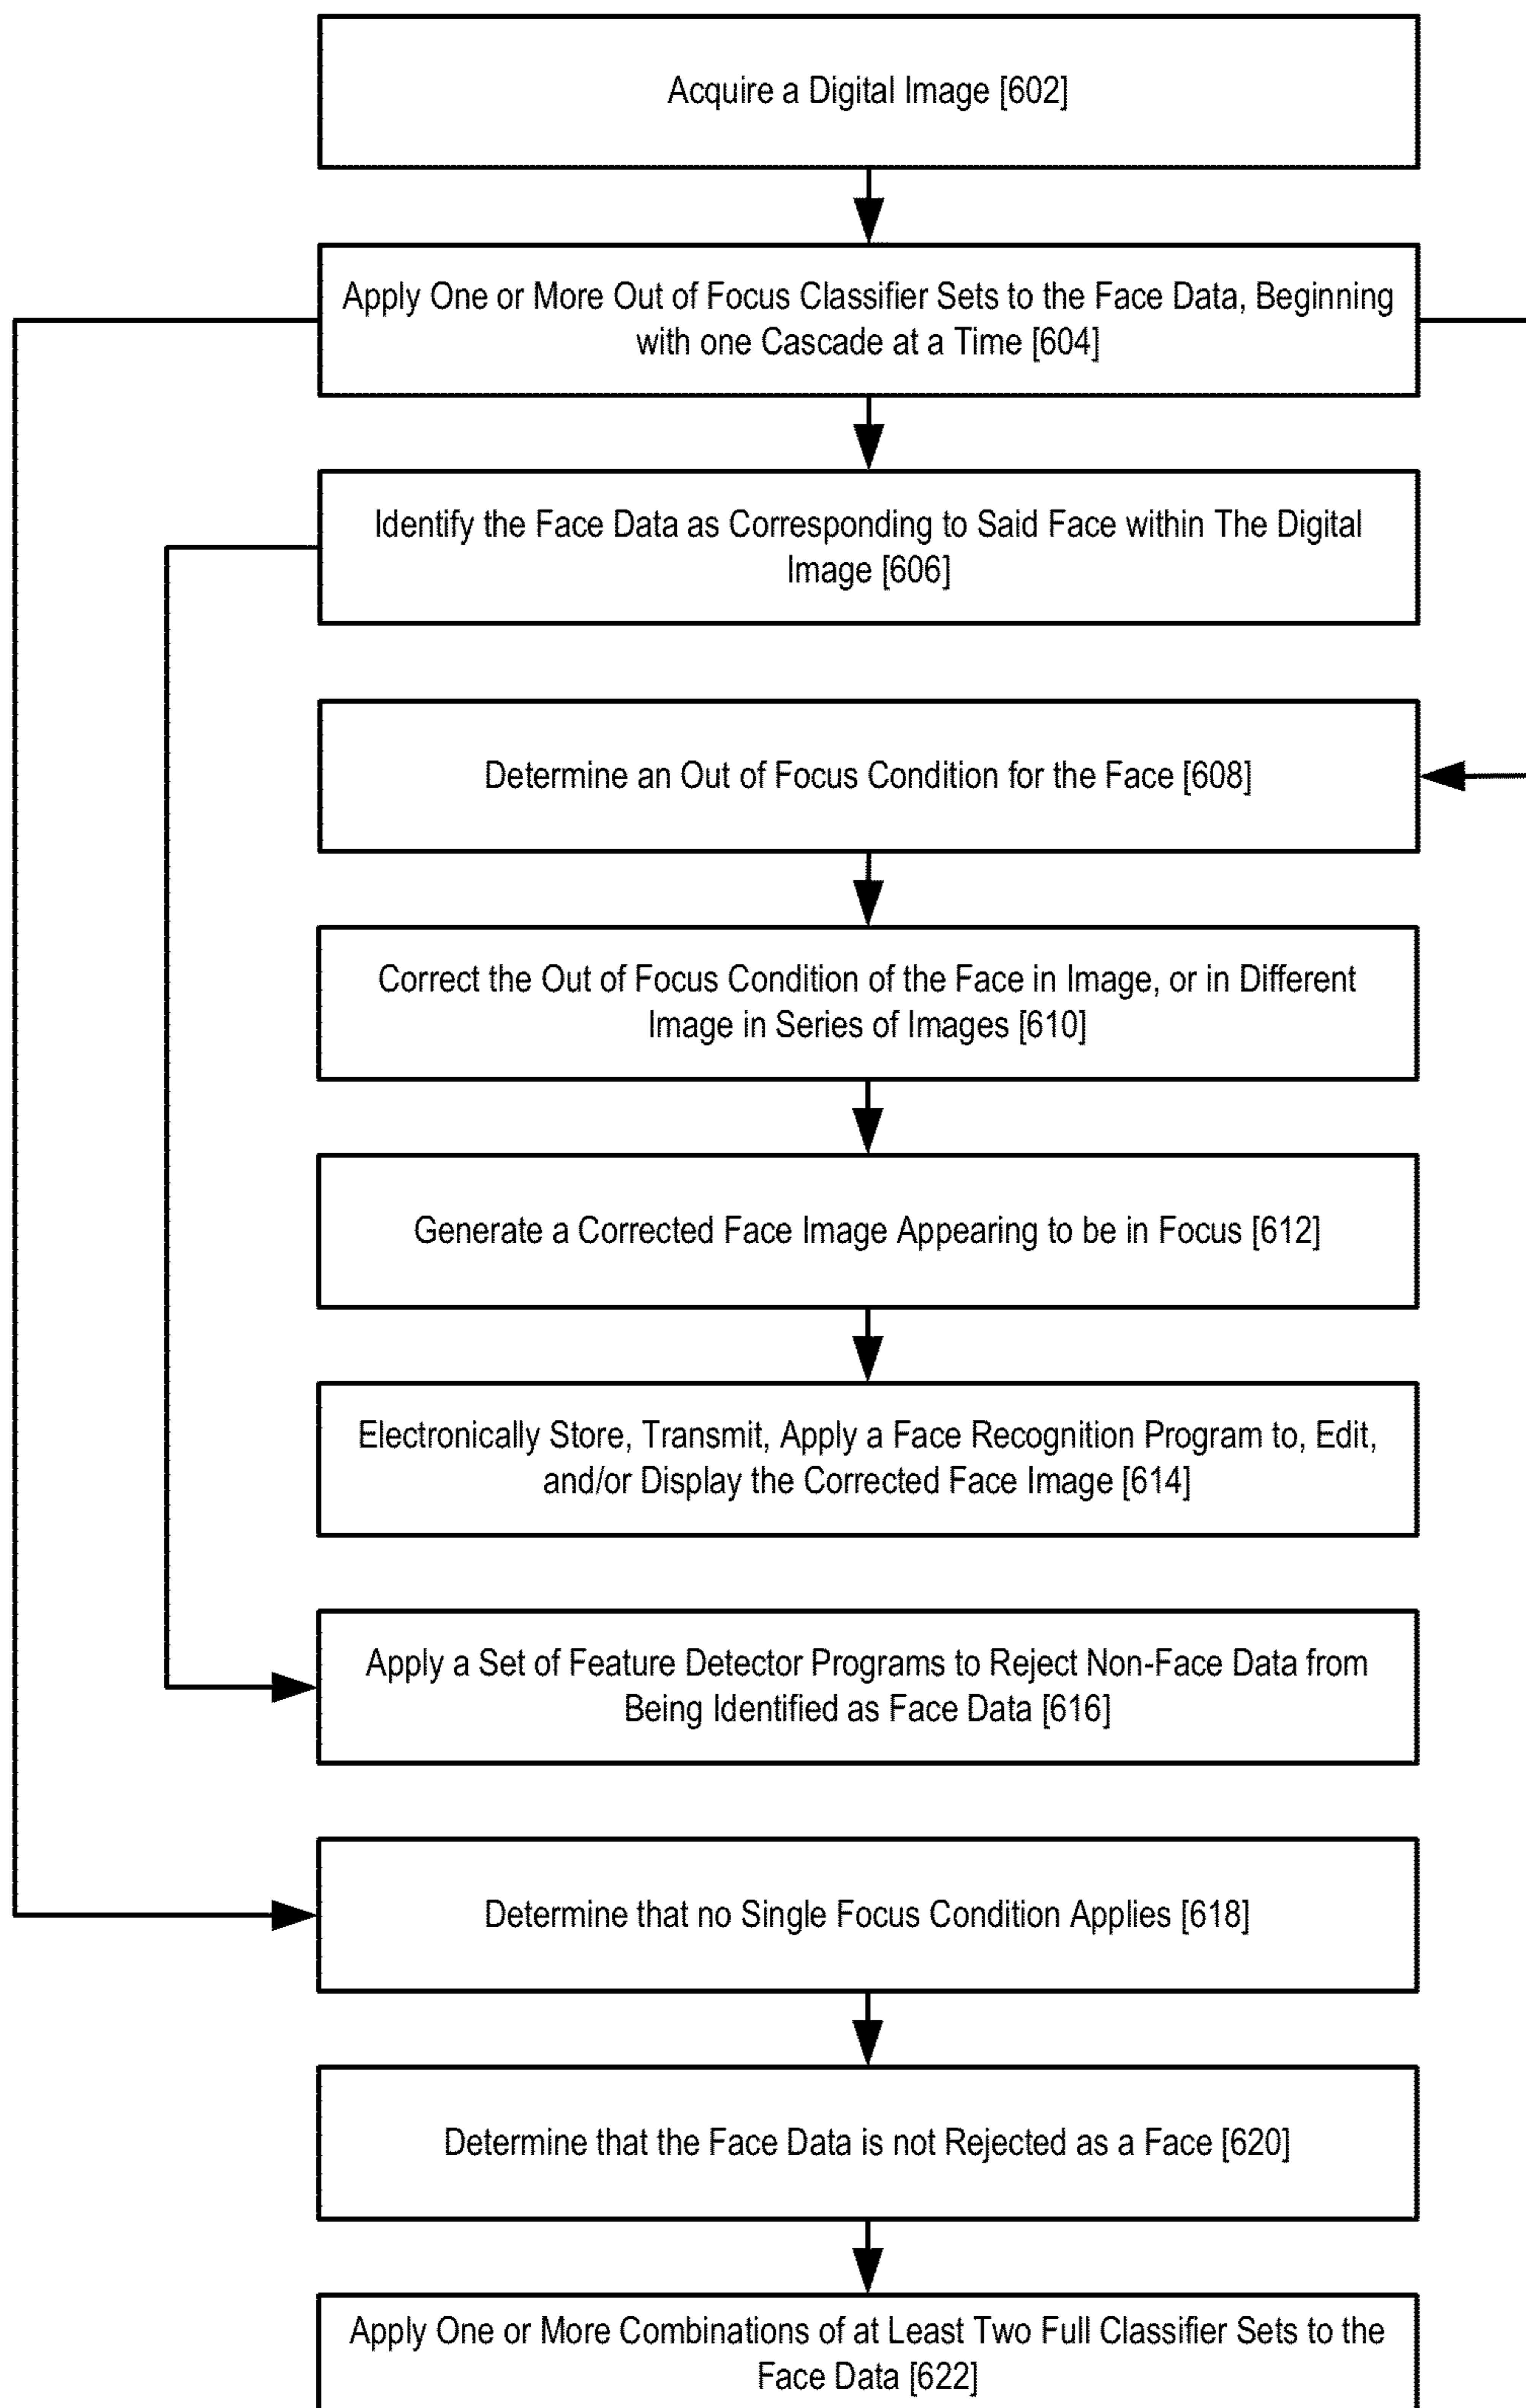 Acquire a Digital Image [602]
Apply One or More Out of Focus Classifier Sets to the Face Data, Beginning
with one Cascade at a Time [604]
Identify the Face Data as Corresponding to Said Face within The Digital
Image [606]
Determine an Out of Focus Condition for the Face [608]
Correct the Out of Focus Condition of the Face in Image, or in Different
Image in Series of Images [610]
Generate a Corrected Face Image Appearing to be in Focus [612]
Electronically Store, Transmit, Apply a Face Recognition Program to, Edit,
and/or Display the Corrected Face Image [614]
Apply a Set of Feature Detector Programs to Reject Non-Face Data from
Being Identified as Face Data [616]
Determine that no Single Focus Condition Applies [618]
Determine that the Face Data is not Rejected as a Face [620]
Apply One or More Combinations of at Least Two Full Classifier Sets to the
Face Data [622]